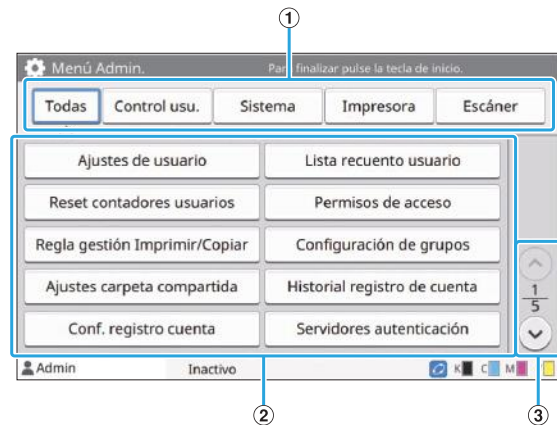 ①
Menú Admin. Para finalizar pulse la tecla de inicio.
Todas Control usu. Sistema Impresora Escáner
Ajustes de usuario Lista recuento usuario
Reset contadores usuarios Permisos de acceso
Regla gestión Imprimir/Copiar Configuración de grupos
Ajustes carpeta compartida Historial registro de cuenta
Conf. registro cuenta Servidores autenticación
1
5
Admin Inactivo K C M
② ③